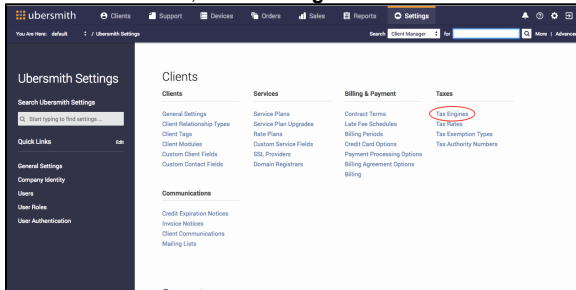 ubersmith Clients Support Devices Orders Sales Reports Settings
You Are Here: default / Ubersmith Settings Search Client Manager for More | Advance
Ubersmith Settings
Search Ubersmith Settings
Start typing to find settings ...
Quick Links Edit
General Settings
Company Identity
Users
User Roles
User Authentication
Clients
Clients Services Billing & Payment Taxes
General Settings Service Plans Contract Terms Tax Engines
Client Relationship Types Service Plan Upgrades Late Fee Schedules Tax Rates
Client Tags Rate Plans Billing Periods Tax Exemption Types
Client Modules Custom Service Fields Credit Card Options Tax Authority Numbers
Custom Client Fields SSL Providers Payment Processing Options
Custom Contact Fields Domain Registrars Billing Agreement Options
Billing
Communications
Credit Expiration Notices
Invoice Notices
Client Communications
Mailing Lists